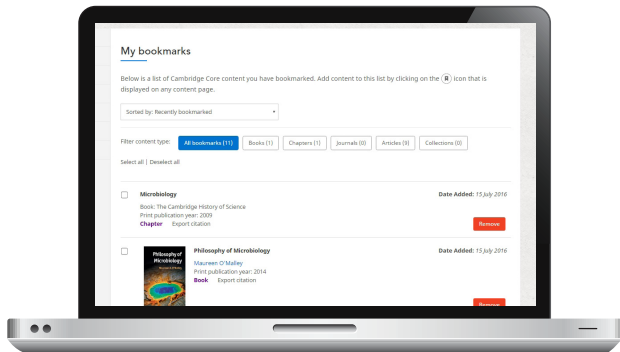 My bookmarks
Below is a list of Cambridge Core content you have bookmarked. Add content to this list by clicking on the R icon that is
displayed on any content page.
Sorted by: Recently bookmarked
Filter content type: All bookmarks (11) Books (1) Chapters (1) Journals (0) Articles (9) Collections (0)
Select all | Deselect all
Microbiology Date Added: 15 July 2016
Book: The Cambridge History of Science
Print publication year: 2009
Chapter Export citation
Remove
Philosophy of Microbiology Date Added: 15 July 2016
Philosophy of
Microbiology
Maureen O'Malley
Print publication year: 2014
Book Export citation
Remove